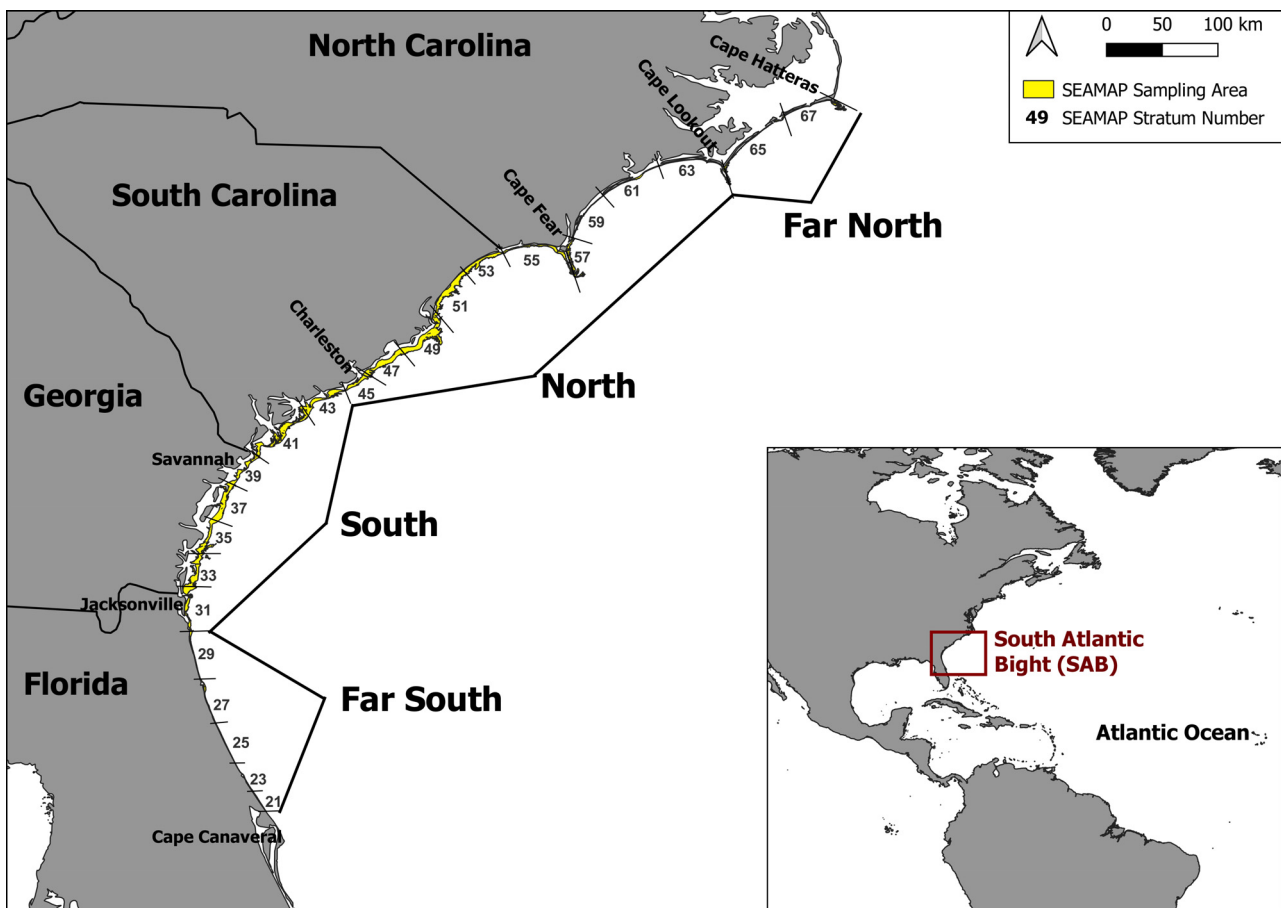 North Carolina
Cape Hatteras
Cape Lookout
0 50 100 km
SEAMAP Sampling Area
49 SEAMAP Stratum Number
67
65
63
61
59
57
Far North
South Carolina
Cape Fear
55
53
51
49
47
45
Charleston
North
Georgia
43
41
Savannah
39
37
35
33
31
South
Jacksonville
29
27
25
23
21
Florida
Far South
Cape Canaveral
South Atlantic
Bight (SAB)
Atlantic Ocean